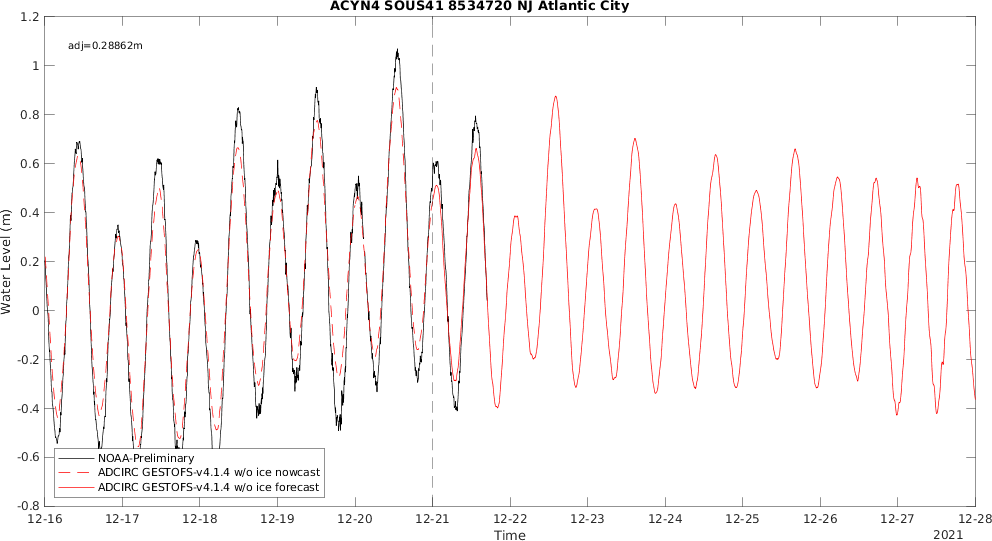 ACYN4 SOUS41 8534720 NJ Atlantic City
adj=0.28862m
Water Level (m)
1.2
1
0.8
0.6
0.4
0.2
0
-0.2
-0.4
-0.6
-0.8
NOAA-Preliminary
ADCIRC GESTOFS-v4.1.4 w/o ice nowcast
ADCIRC GESTOFS-v4.1.4 w/o ice forecast
12-16 12-17 12-18 12-19 12-20 12-21 12-22 12-23 12-24 12-25 12-26 12-27 12-28
Time
2021